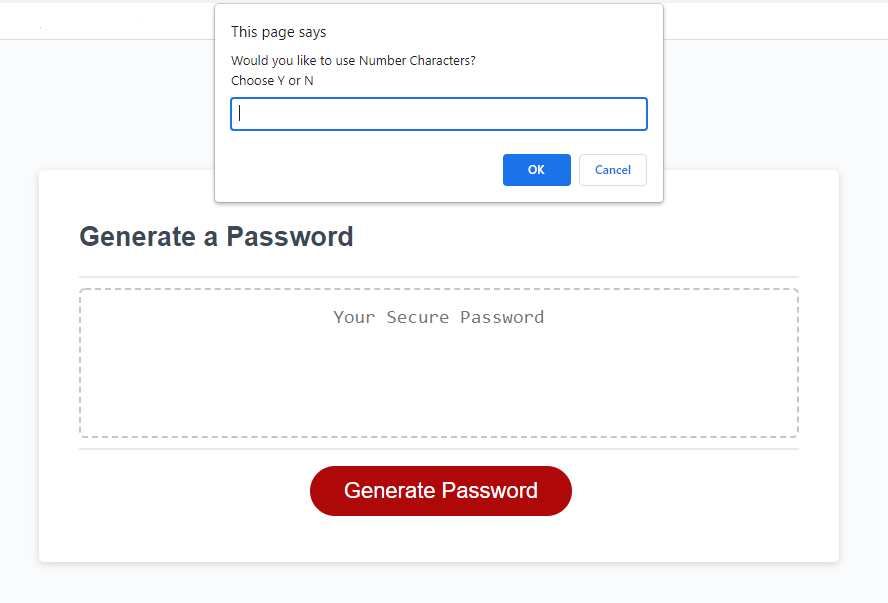 This page says
Would you like to use Number Characters?
Choose Y or N
OK
Cancel
Generate a Password
Your Secure Password
Generate Password